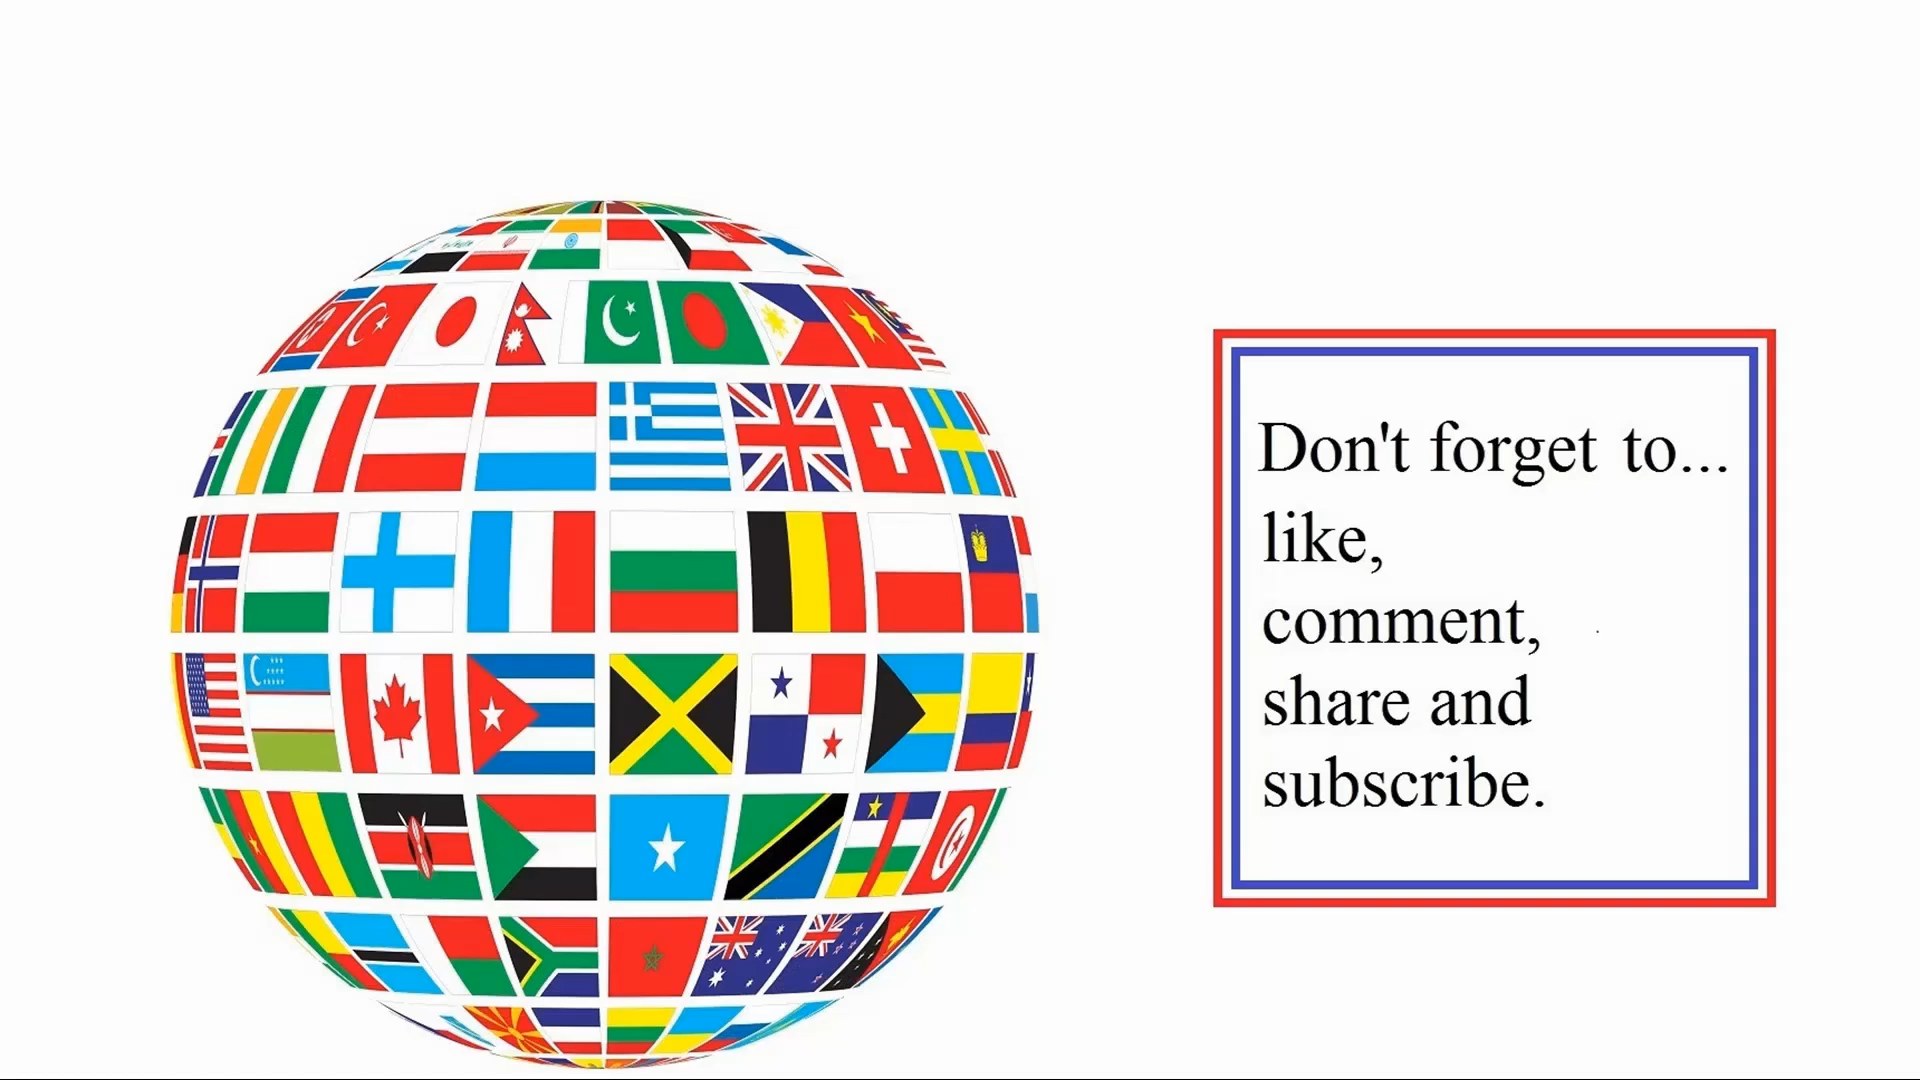 Don't forget to...
like,
comment,
share and
subscribe.